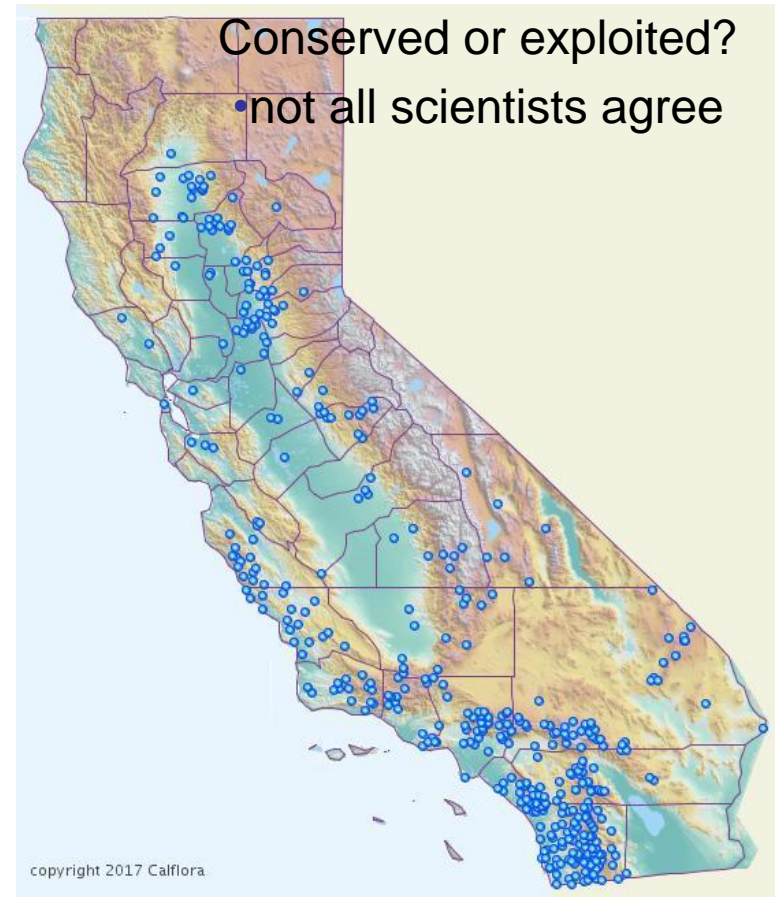 Conserved or exploited?
•not all scientists agree
copyright 2017 Calflora